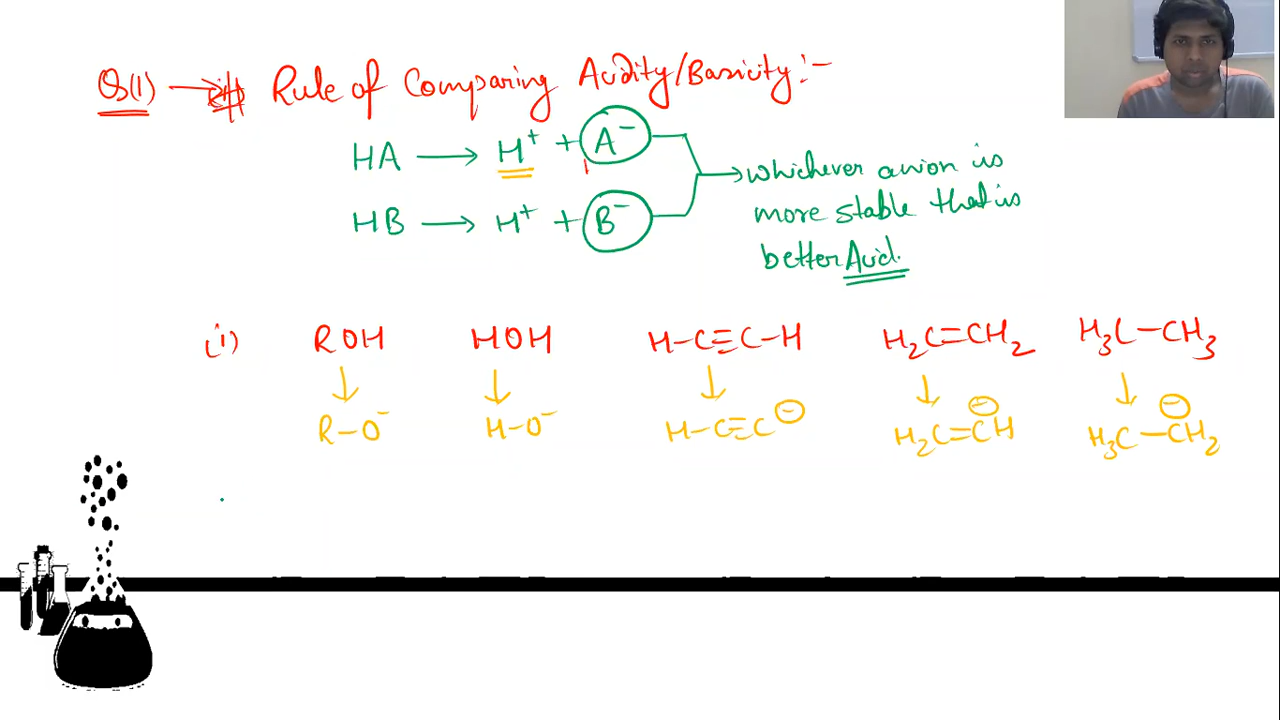 Q(1) → # Rule of Comparing Acidity/Basicity:-
HA → H⁺ + A⁻
HB → H⁺ + B⁻
whichever anion is
more stable that is
better Acid.
(i) ROH HOH H-C≡C-H H₂C=CH₂ H₃C-CH₃
↓ ↓ ↓ ↓ ↓
R-O⁻ H-O⁻ H-C≡C⊖ H₂C=C⊖H H₃C-C⊖H₂